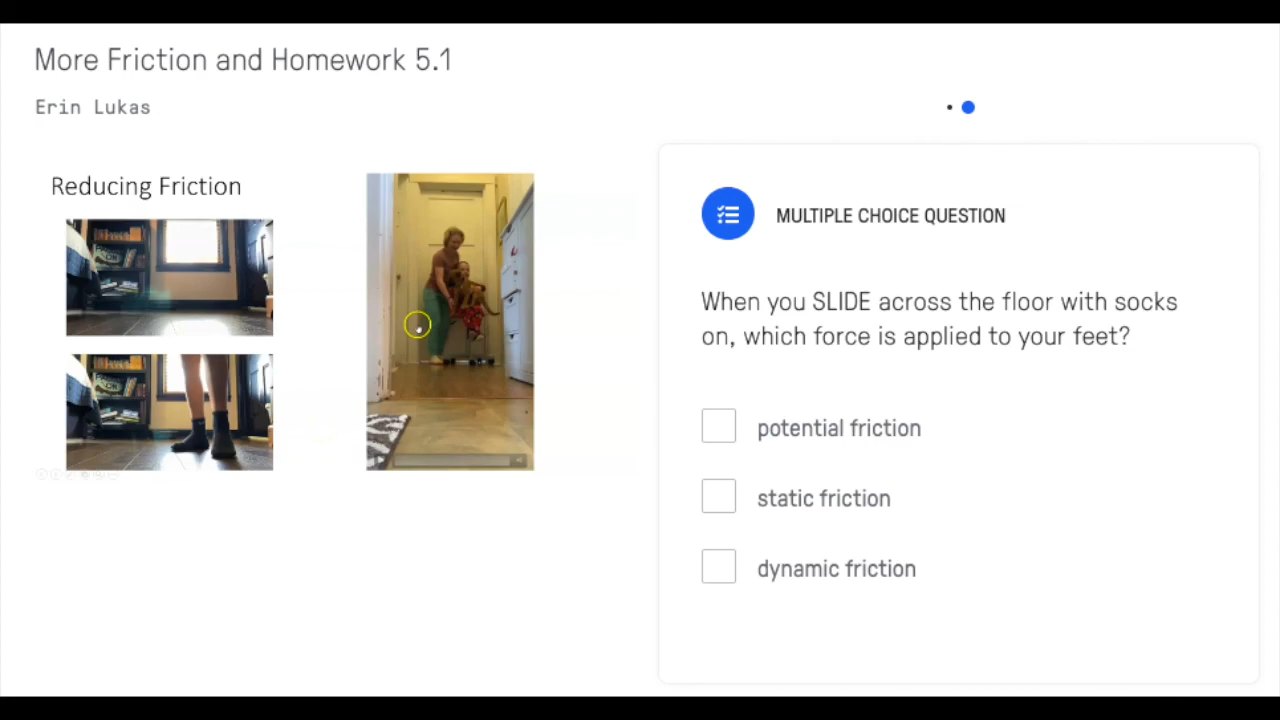 More Friction and Homework 5.1
Erin Lukas
Reducing Friction
MULTIPLE CHOICE QUESTION
When you SLIDE across the floor with socks
on, which force is applied to your feet?
potential friction
static friction
dynamic friction